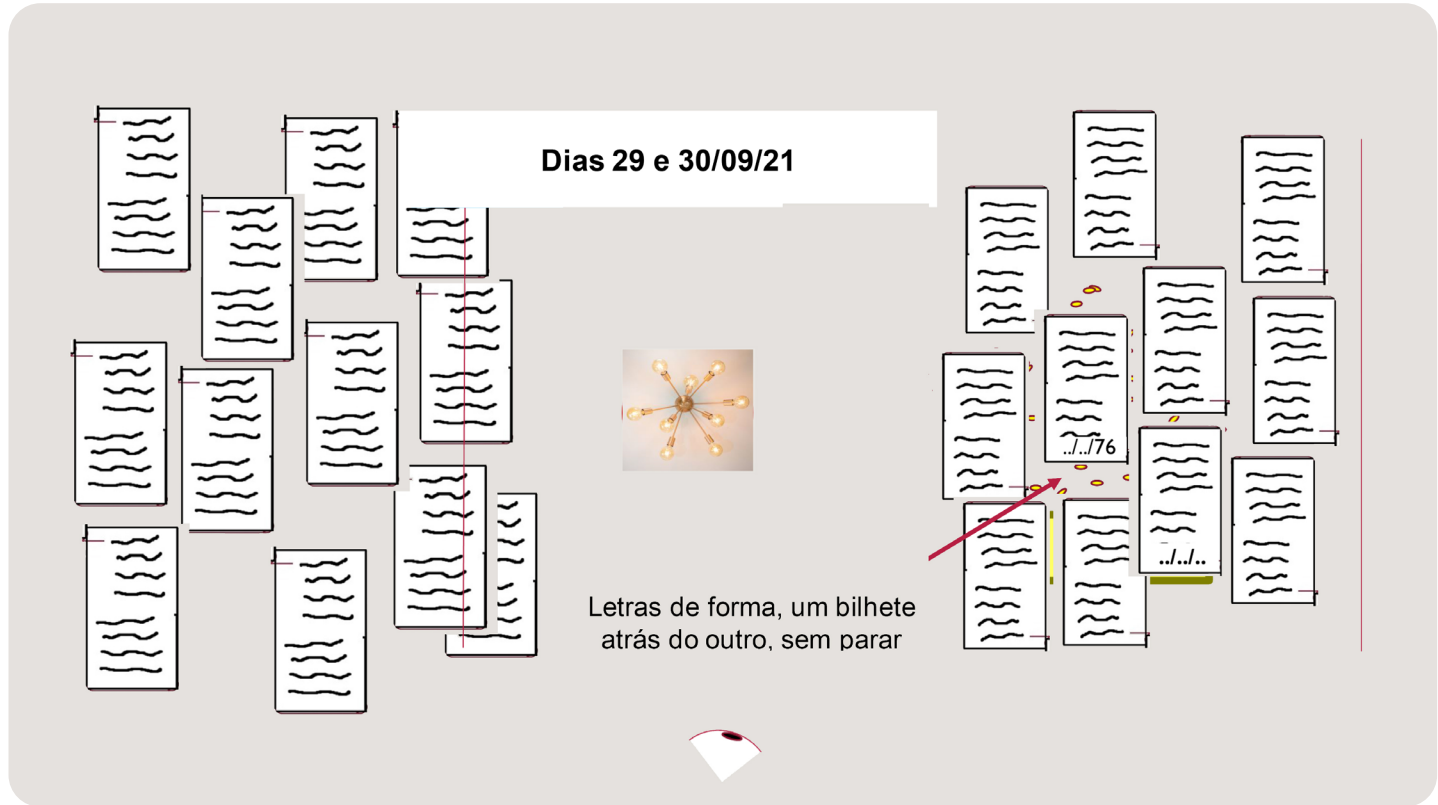 Dias 29 e 30/09/21
../../76
../../..
Letras de forma, um bilhete
atrás do outro, sem parar